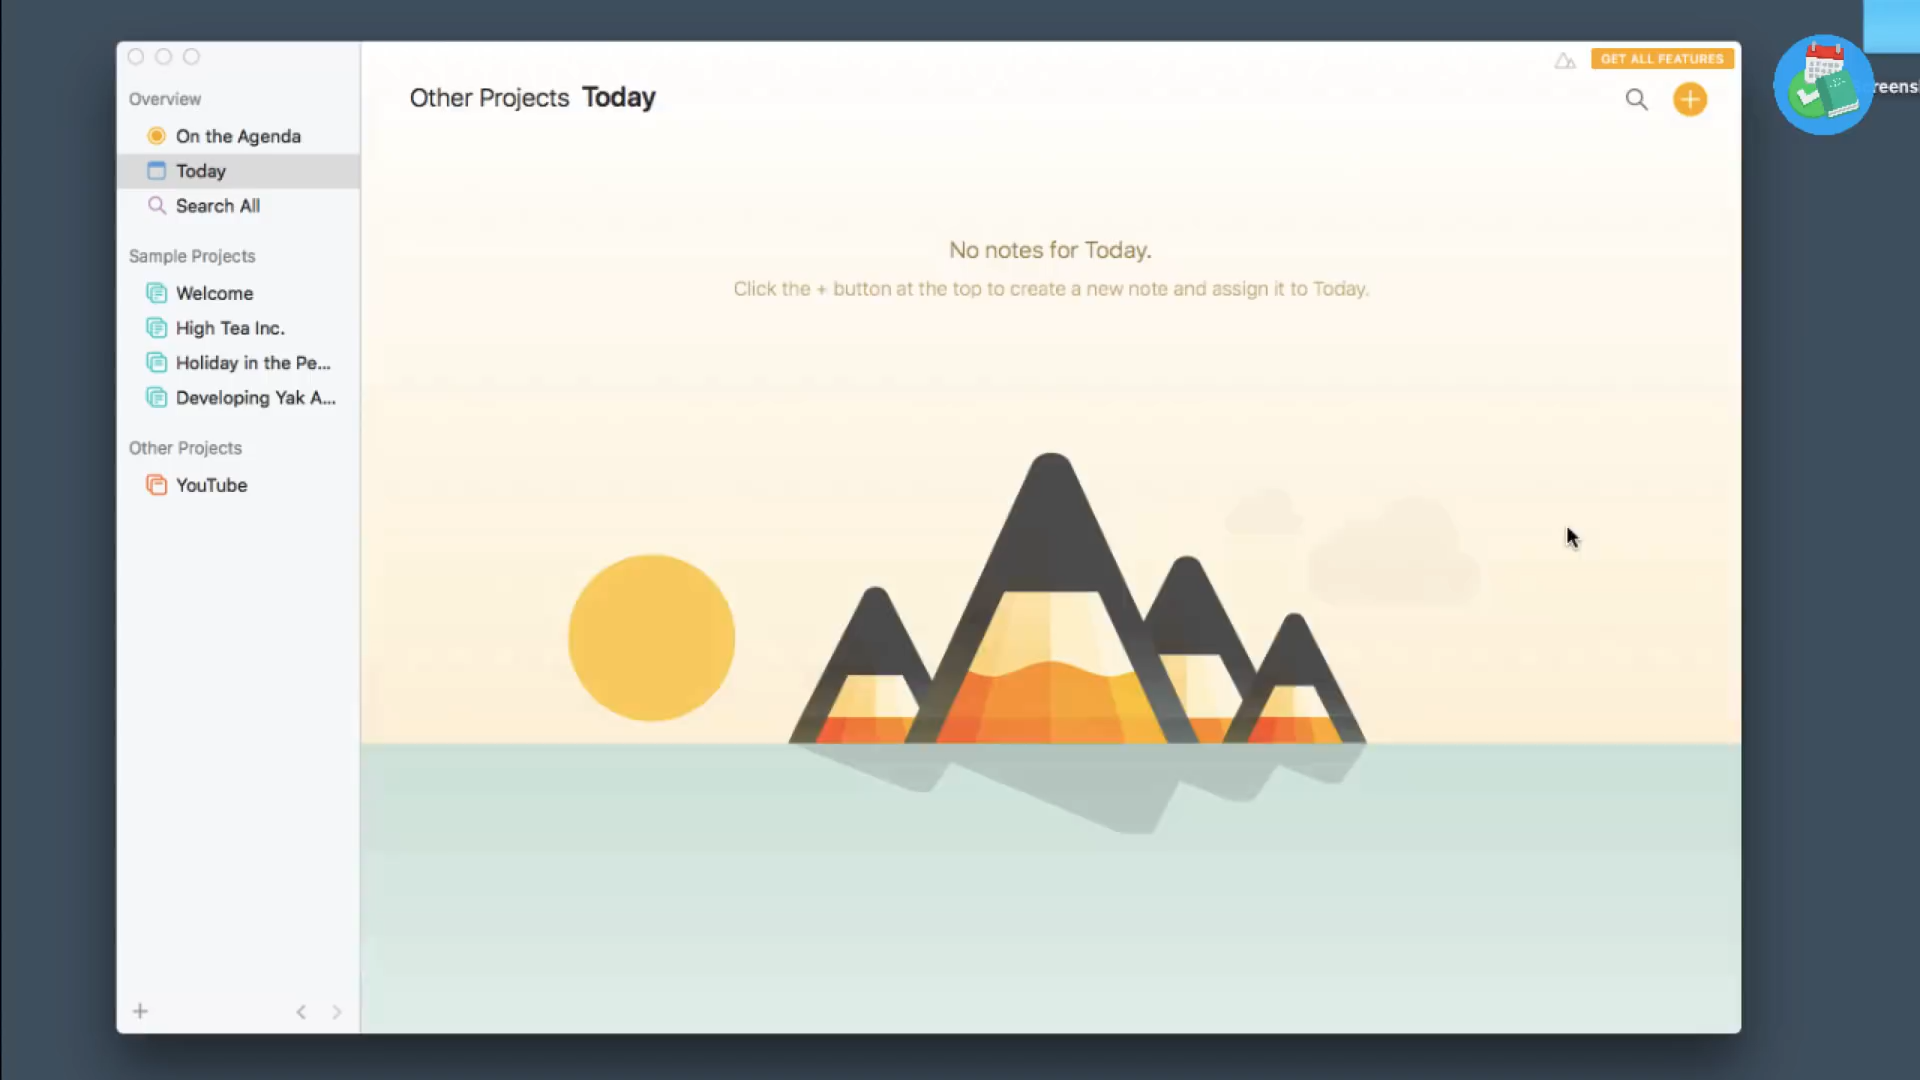 Overview
On the Agenda
Today
Search All
Sample Projects
Welcome
High Tea Inc.
Holiday in the Pe...
Developing Yak A...
Other Projects
YouTube
Other Projects Today
GET ALL FEATURES
No notes for Today.
Click the + button at the top to create a new note and assign it to Today.